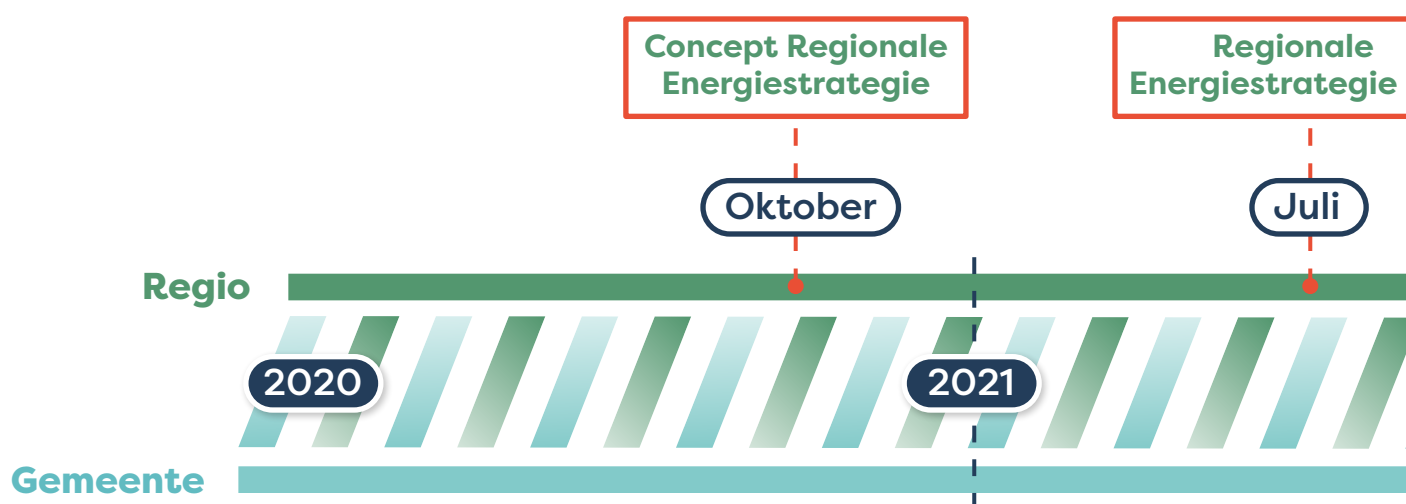 Concept Regionale
Energiestrategie
Regionale
Energiestrategie
Oktober
Juli
Regio
2020
2021
Gemeente